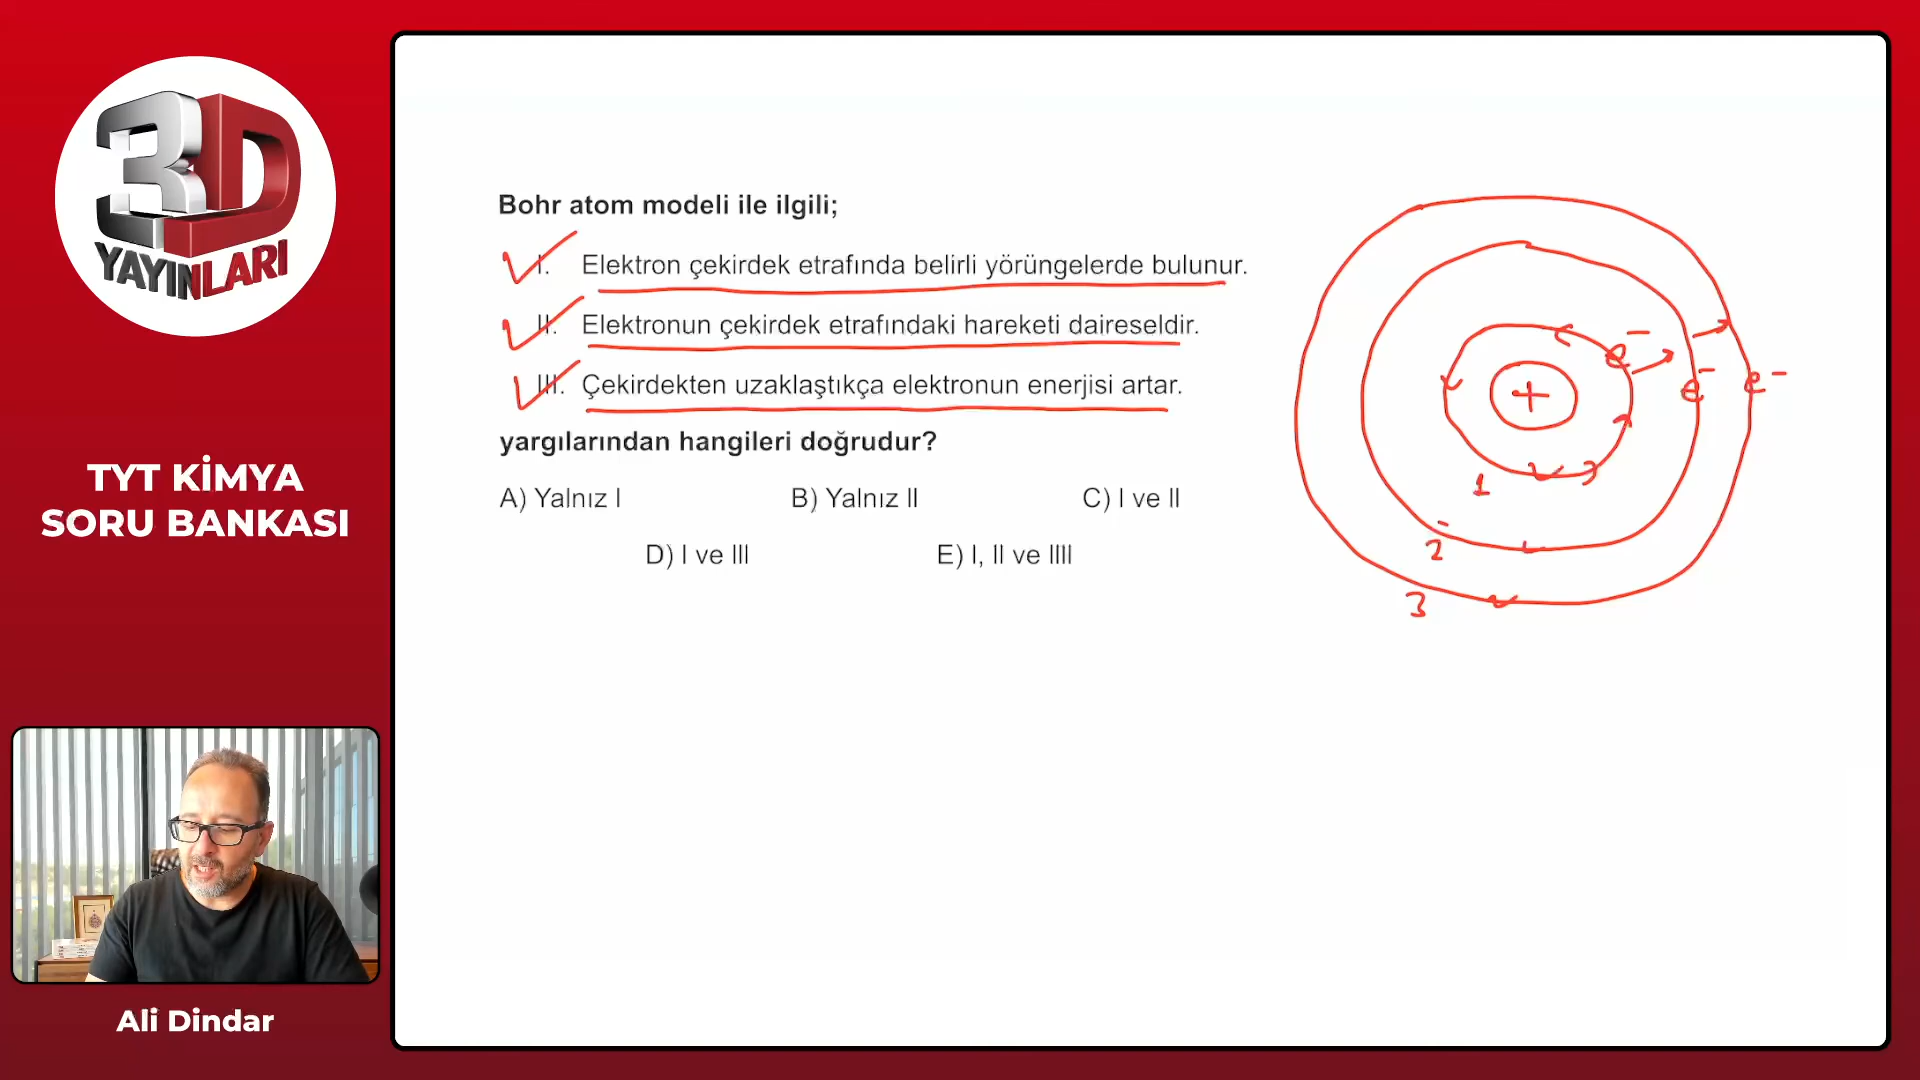 3D
YAYINLARI
TYT KİMYA
SORU BANKASI
Ali Dindar
Bohr atom modeli ile ilgili;
I. Elektron çekirdek etrafında belirli yörüngelerde bulunur.
II. Elektronun çekirdek etrafındaki hareketi daireseldir.
III. Çekirdekten uzaklaştıkça elektronun enerjisi artar.
yargılarından hangileri doğrudur?
A) Yalnız I B) Yalnız II C) I ve II
D) I ve III E) I, II ve IIII
e⁻
e⁻ e⁻
+
1
2
3